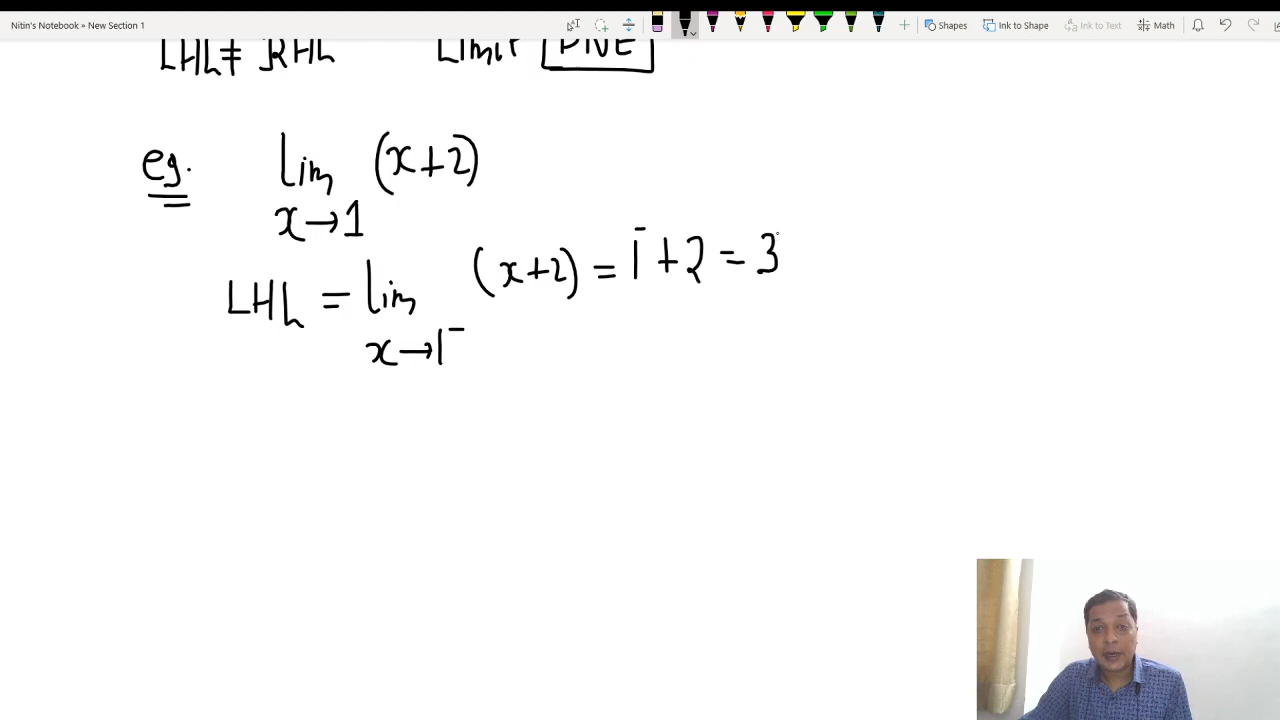 Nitin's Notebook » New Section 1
Shapes Ink to Shape Ink to Text Math
LHL ≠ RHL Limit DNE
eg. lim (x+2)
x→1
LHL = lim (x+2) = 1⁻ + 2 = 3
x→1⁻